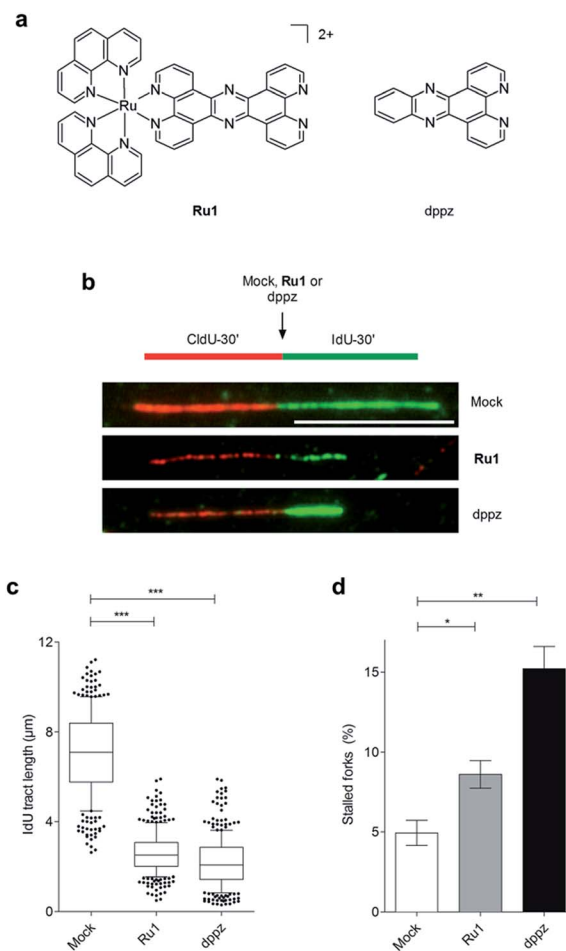 a
2+
N
N
N
N
Ru
N
N
N
N
N
N
Ru1
N
N
N
N
dppz
b
Mock, Ru1 or
dppz
CldU-30' IdU-30'
Mock
Ru1
dppz
c
***
***
12
8
4
0
IdU tract length (µm)
Mock Ru1 dppz
d
**
*
15
10
5
0
Stalled forks (%)
Mock Ru1 dppz